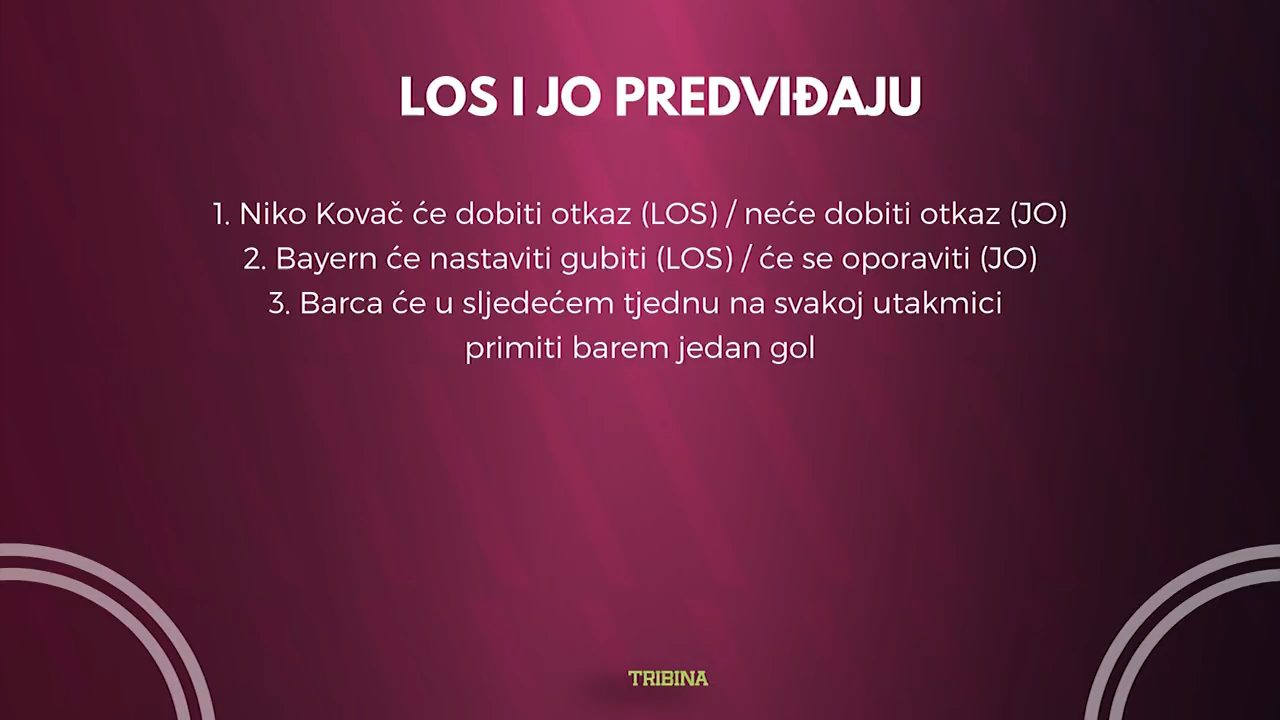 LOS I JO PREDVIĐAJU
1. Niko Kovač će dobiti otkaz (LOS) / neće dobiti otkaz (JO)
2. Bayern će nastaviti gubiti (LOS) / će se oporaviti (JO)
3. Barca će u sljedećem tjednu na svakoj utakmici
primiti barem jedan gol
TRIBINA